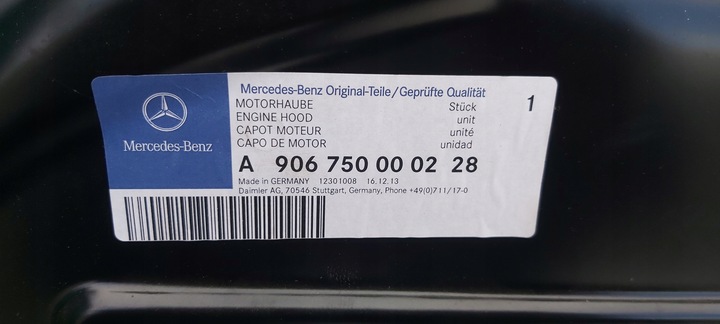 Mercedes-Benz
Mercedes-Benz Original-Teile/Geprüfte Qualität
MOTORHAUBE Stück 1
ENGINE HOOD unit
CAPOT MOTEUR unité
CAPO DE MOTOR unidad
A 906 750 00 02 28
Made in GERMANY 12301008 16.12.13
Daimler AG, 70546 Stuttgart, Germany, Phone +49(0)711/17-0